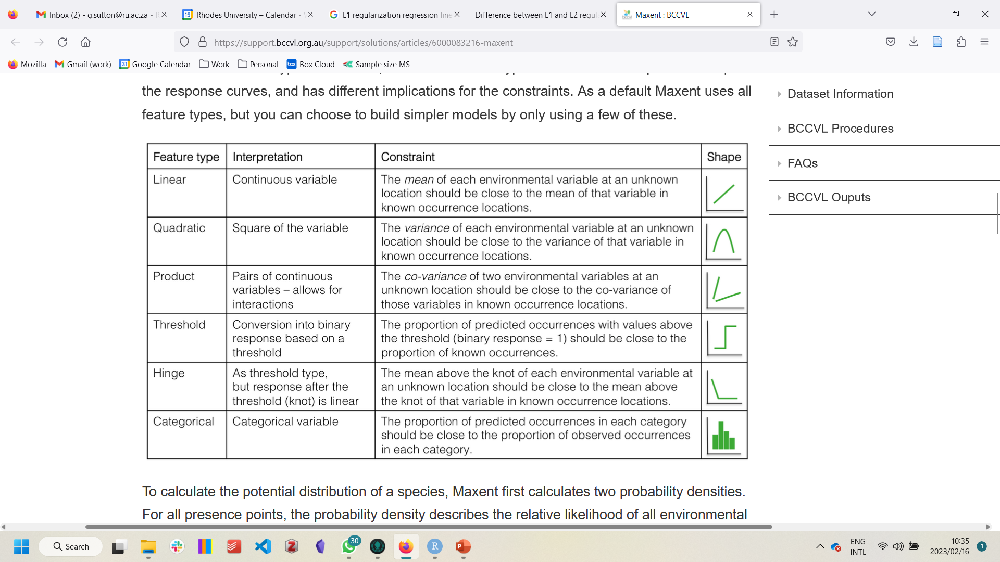 Inbox (2) - g.sutton@ru.ac.za - R
Rhodes University – Calendar -
L1 regularization regression line
Difference between L1 and L2 regul
Maxent : BCCVL
https://support.bccvl.org.au/support/solutions/articles/6000083216-maxent
Mozilla
Gmail (work)
Google Calendar
Work
Personal
Box Cloud
Sample size MS
the response curves, and has different implications for the constraints. As a default Maxent uses all
feature types, but you can choose to build simpler models by only using a few of these.
Feature type
Interpretation
Constraint
Shape
Linear
Continuous variable
The mean of each environmental variable at an unknown
location should be close to the mean of that variable in
known occurrence locations.
Quadratic
Square of the variable
The variance of each environmental variable at an unknown
location should be close to the variance of that variable in
known occurrence locations.
Product
Pairs of continuous
variables – allows for
interactions
The co-variance of two environmental variables at an
unknown location should be close to the co-variance of
those variables in known occurrence locations.
Threshold
Conversion into binary
response based on a
threshold
The proportion of predicted occurrences with values above
the threshold (binary response = 1) should be close to the
proportion of known occurrences.
Hinge
As threshold type,
but response after the
threshold (knot) is linear
The mean above the knot of each environmental variable at
an unknown location should be close to the mean above
the knot of that variable in known occurrence locations.
Categorical
Categorical variable
The proportion of predicted occurrences in each category
should be close to the proportion of observed occurrences
in each category.
To calculate the potential distribution of a species, Maxent first calculates two probability densities.
For all presence points, the probability density describes the relative likelihood of all environmental
Dataset Information
BCCVL Procedures
FAQs
BCCVL Ouputs
Search
30
ENG
INTL
10:35
2023/02/16
1